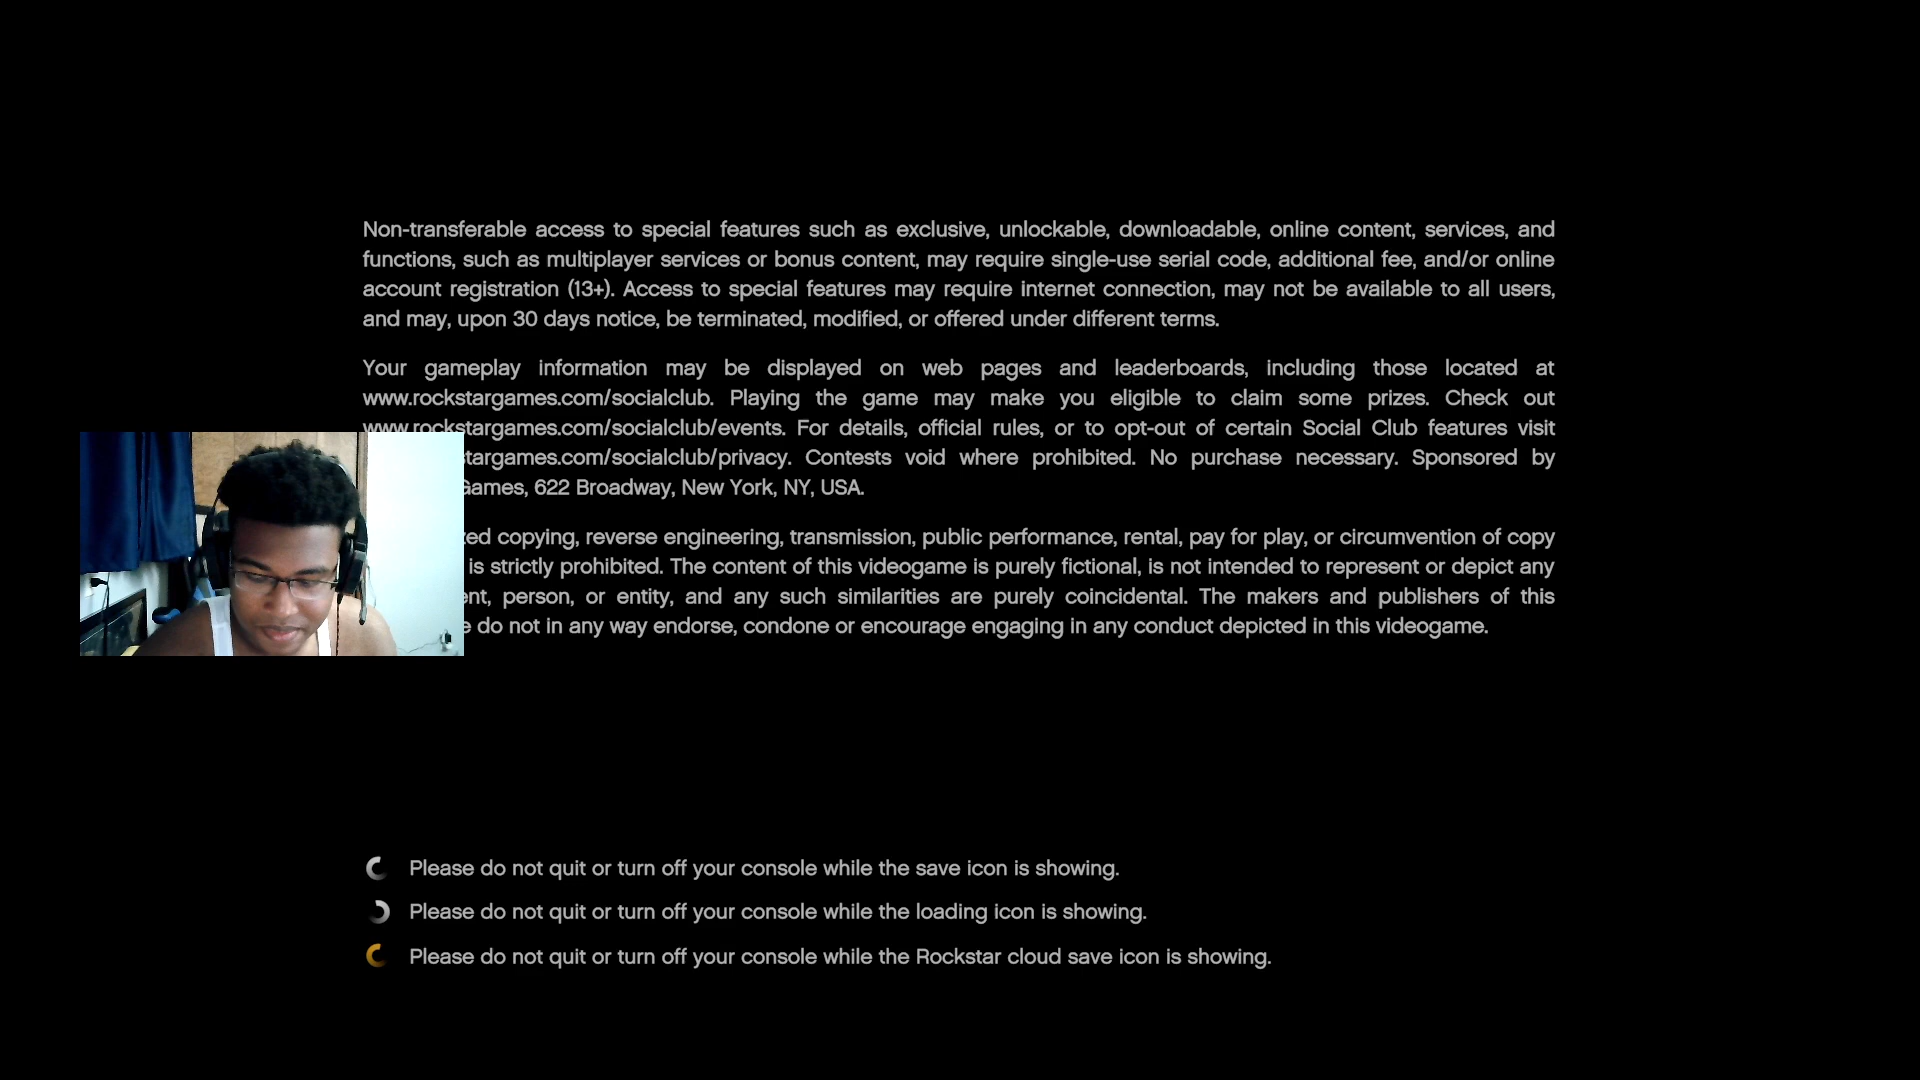 Non-transferable access to special features such as exclusive, unlockable, downloadable, online content, services, and
functions, such as multiplayer services or bonus content, may require single-use serial code, additional fee, and/or online
account registration (13+). Access to special features may require internet connection, may not be available to all users,
and may, upon 30 days notice, be terminated, modified, or offered under different terms.
Your gameplay information may be displayed on web pages and leaderboards, including those located at
www.rockstargames.com/socialclub. Playing the game may make you eligible to claim some prizes. Check out
www.rockstargames.com/socialclub/events. For details, official rules, or to opt-out of certain Social Club features visit
stargames.com/socialclub/privacy. Contests void where prohibited. No purchase necessary. Sponsored by
Games, 622 Broadway, New York, NY, USA.
ed copying, reverse engineering, transmission, public performance, rental, pay for play, or circumvention of copy
is strictly prohibited. The content of this videogame is purely fictional, is not intended to represent or depict any
nt, person, or entity, and any such similarities are purely coincidental. The makers and publishers of this
e do not in any way endorse, condone or encourage engaging in any conduct depicted in this videogame.
Please do not quit or turn off your console while the save icon is showing.
Please do not quit or turn off your console while the loading icon is showing.
Please do not quit or turn off your console while the Rockstar cloud save icon is showing.